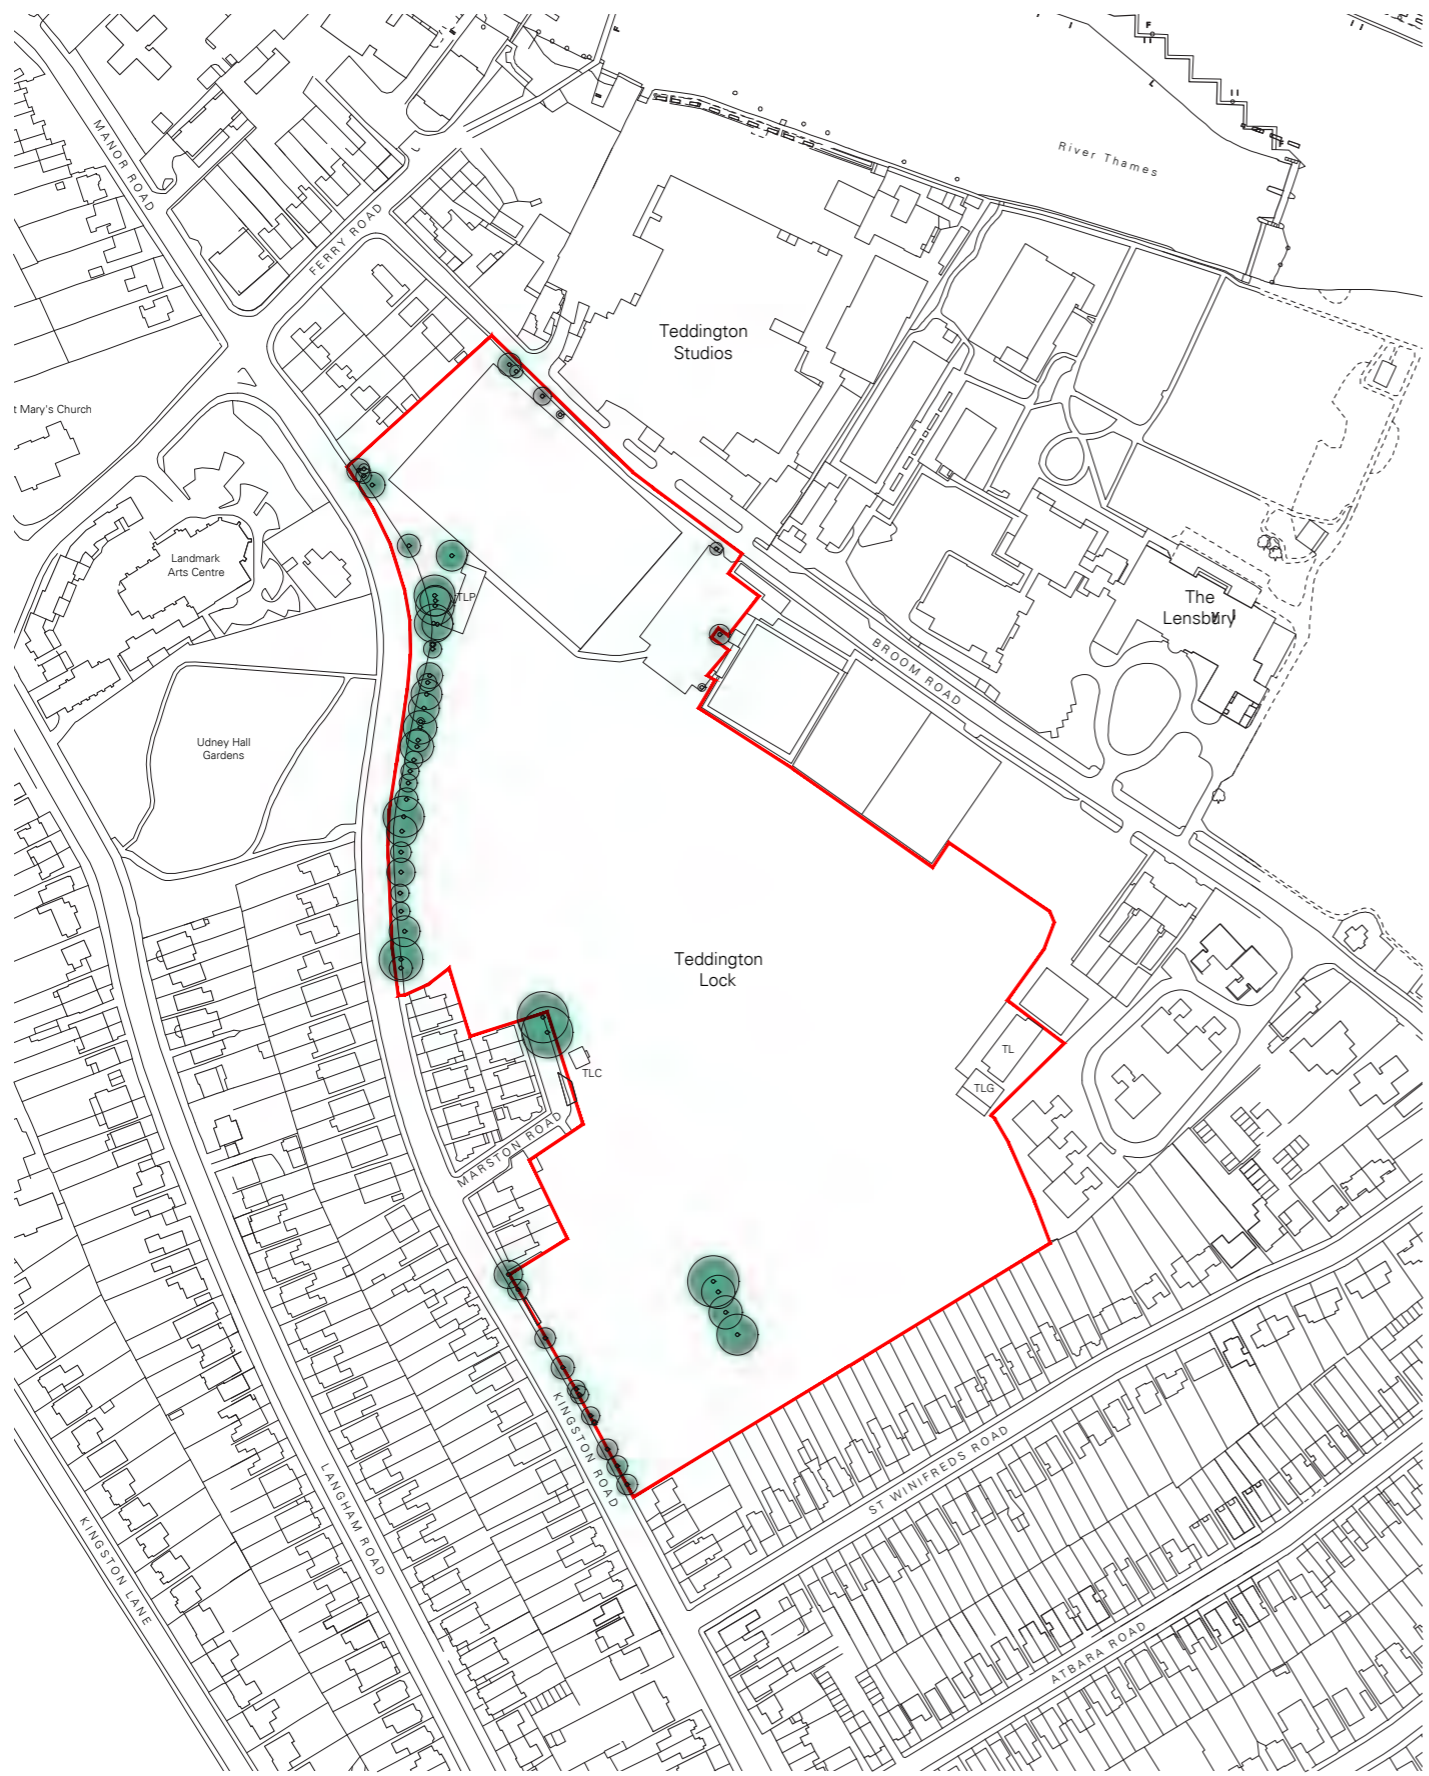 MANOR ROAD
FERRY ROAD
River Thames
Teddington
Studios
t Mary's Church
Landmark
Arts Centre
TLP
The
Lensbury
BROOM ROAD
Udney Hall
Gardens
Teddington
Lock
TL
TLG
TLC
MARSTON ROAD
KINGSTON ROAD
ST WINIFREDS ROAD
LANGHAM ROAD
KINGSTON LANE
ATBARA ROAD